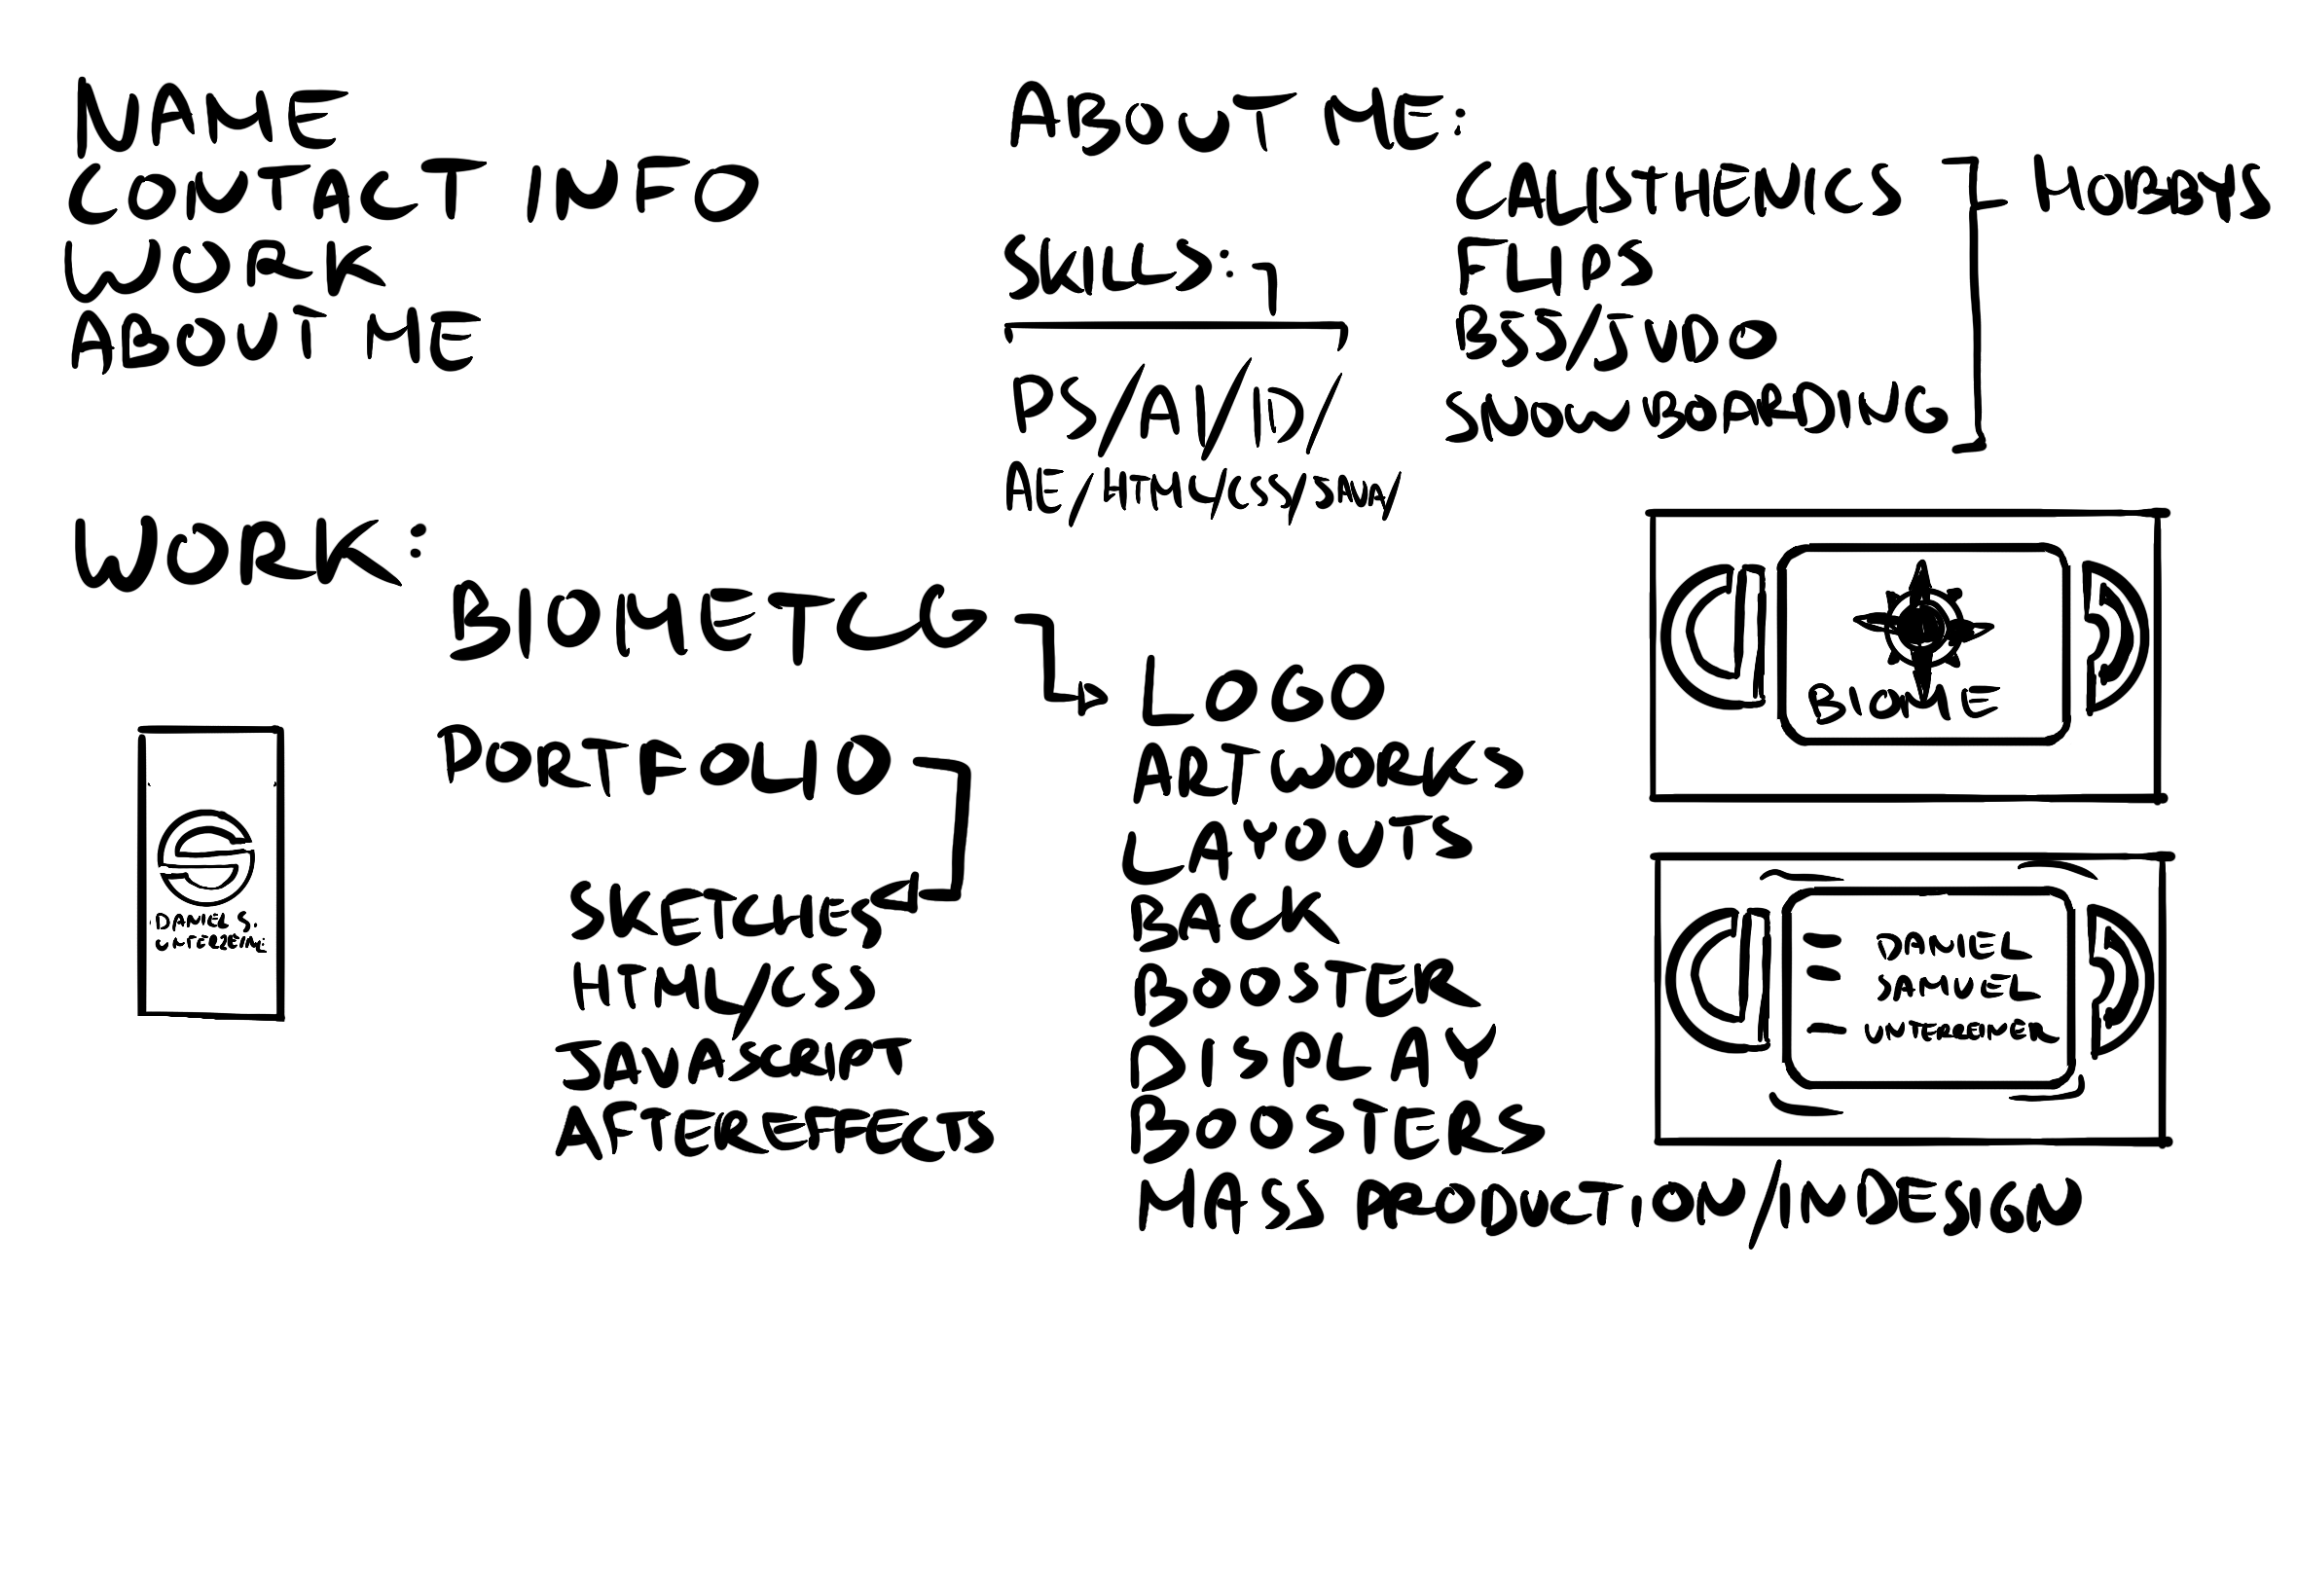 NAME
CONTACT INFO
WORK
ABOUT ME
ABOUT ME:
CALISTHENICS
HOBBYS
FLIPS
BJJ/JUDO
SNOWBOARDING
SKILLS:
PS/AI/ID/
AE/HTML/CSS/JAVA/
WORK:
BIOMETCG
LOGO
ARTWORKS
LAYOUTS
BACK
BOOSTER
DISPLAY
BOOSTERS
MASS PRODUCTION/INDESIGN
PORTFOLIO
SKETCHES
HTML/CSS
JAVASCRIPT
AFTEREFFECTS
DANIEL S.
BIOME
DANIEL
SAMUEL